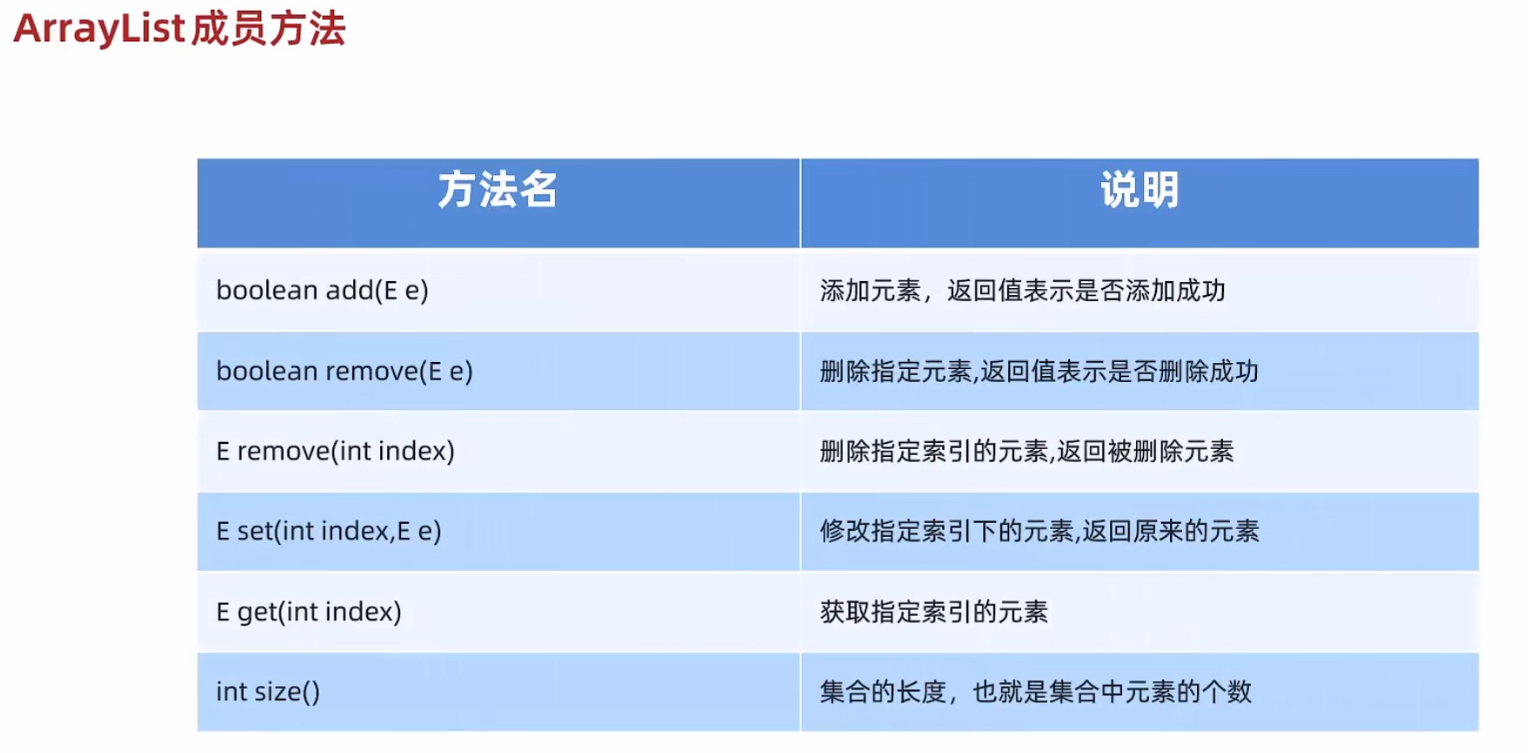 ArrayList成员方法
方法名 说明
boolean add(E e) 添加元素，返回值表示是否添加成功
boolean remove(E e) 删除指定元素,返回值表示是否删除成功
E remove(int index) 删除指定索引的元素,返回被删除元素
E set(int index,E e) 修改指定索引下的元素,返回原来的元素
E get(int index) 获取指定索引的元素
int size() 集合的长度，也就是集合中元素的个数